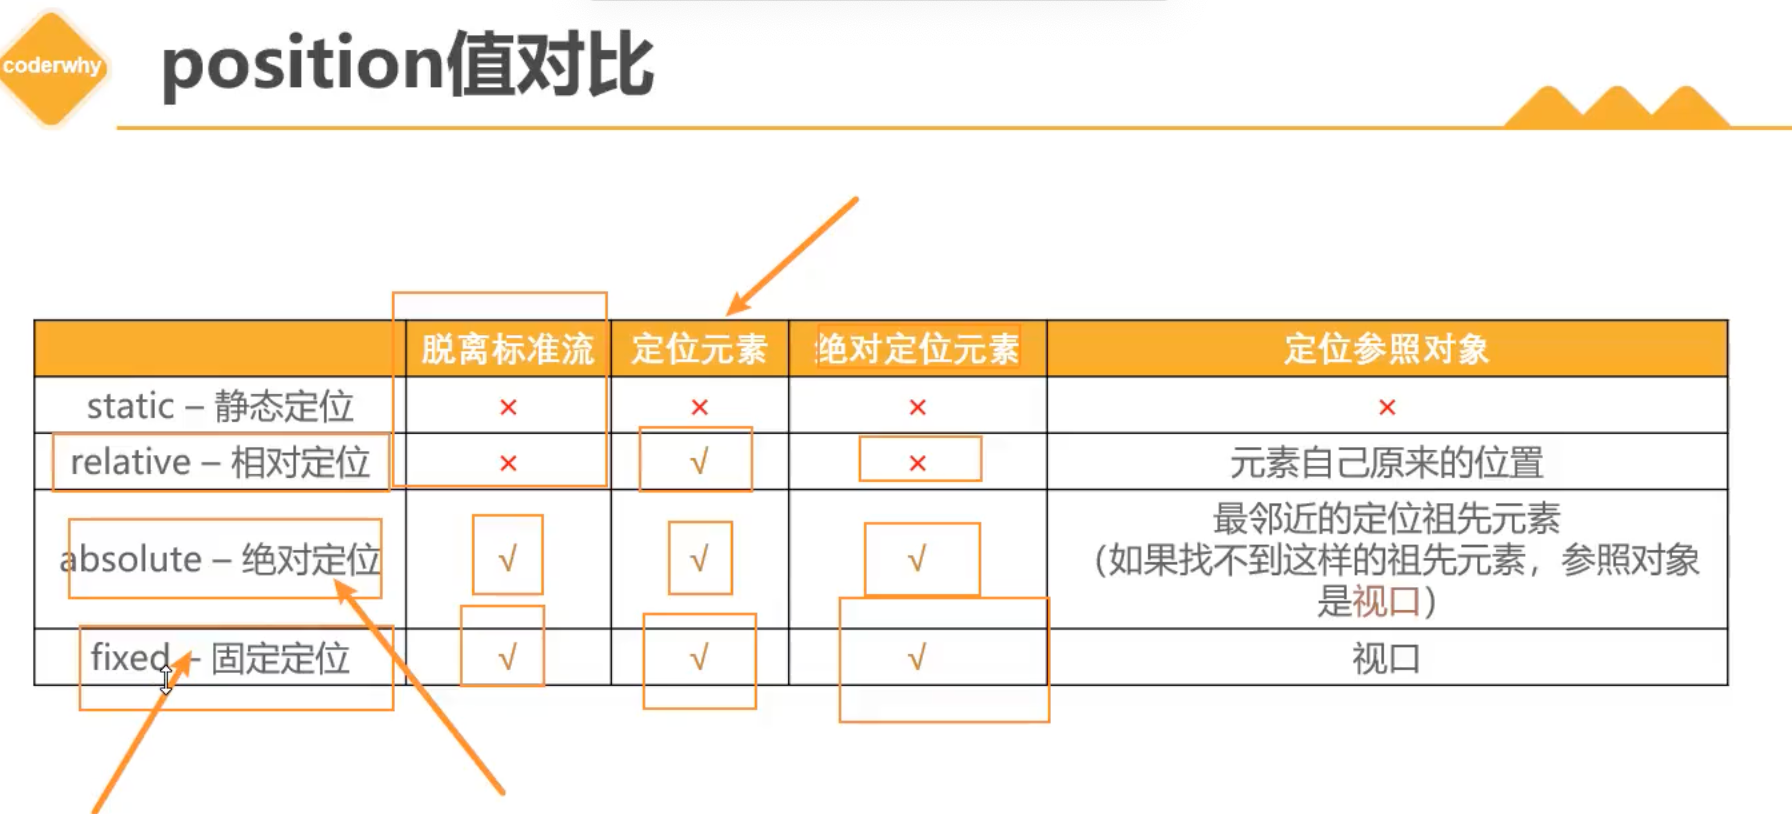 coderwhy
position值对比
脱离标准流 定位元素 绝对定位元素 定位参照对象
static – 静态定位 × × × ×
relative – 相对定位 × √ × 元素自己原来的位置
absolute – 绝对定位 √ √ √ 最邻近的定位祖先元素
（如果找不到这样的祖先元素，参照对象
是视口）
fixed – 固定定位 √ √ √ 视口